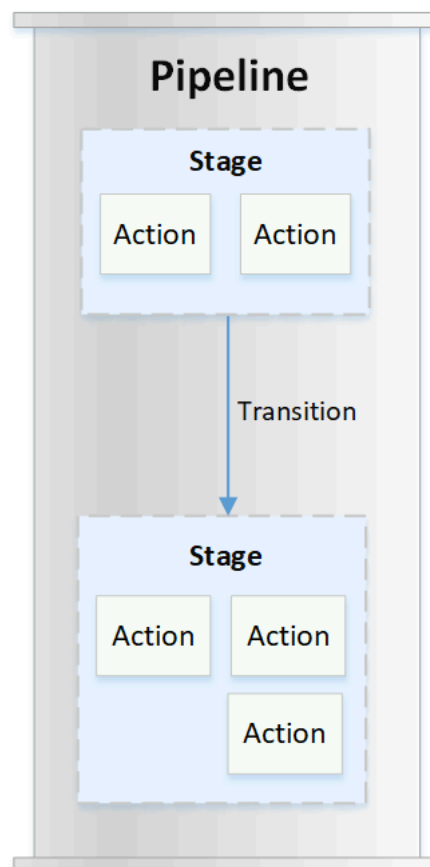 Pipeline
Stage
Action Action
Transition
Stage
Action Action
Action